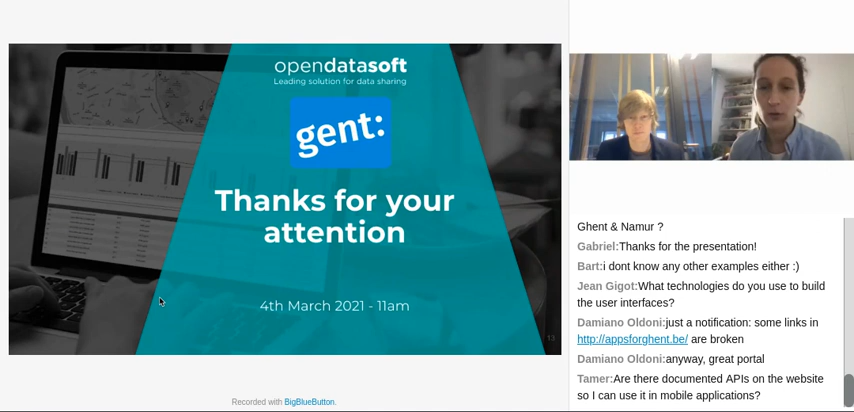 opendatasoft
Leading solution for data sharing
gent:
Thanks for your
attention
4th March 2021 - 11am
13
Recorded with BigBlueButton.
Ghent & Namur ?
Gabriel:Thanks for the presentation!
Bart:i dont know any other examples either :)
Jean Gigot:What technologies do you use to build
the user interfaces?
Damiano Oldoni:just a notification: some links in
http://appsforghent.be/ are broken
Damiano Oldoni:anyway, great portal
Tamer:Are there documented APIs on the website
so I can use it in mobile applications?